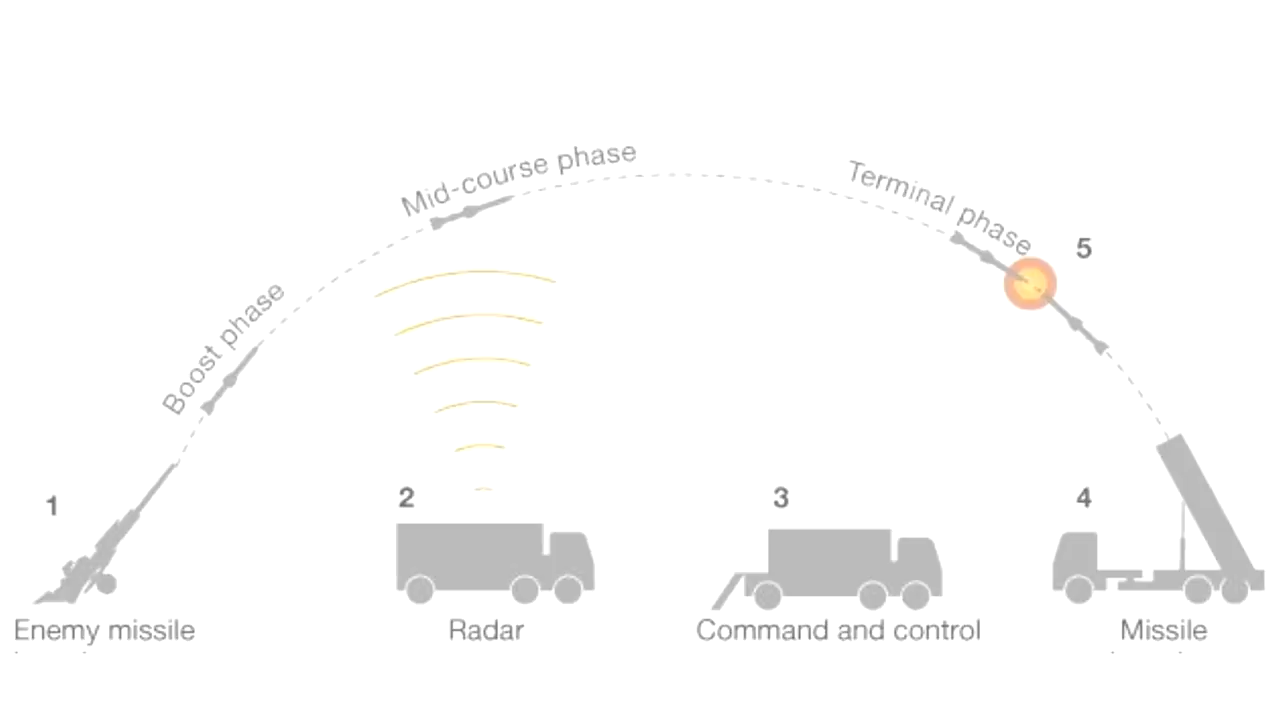 Mid-course phase
Terminal phase
Boost phase
5
1
2
3
4
Enemy missile
Radar
Command and control
Missile